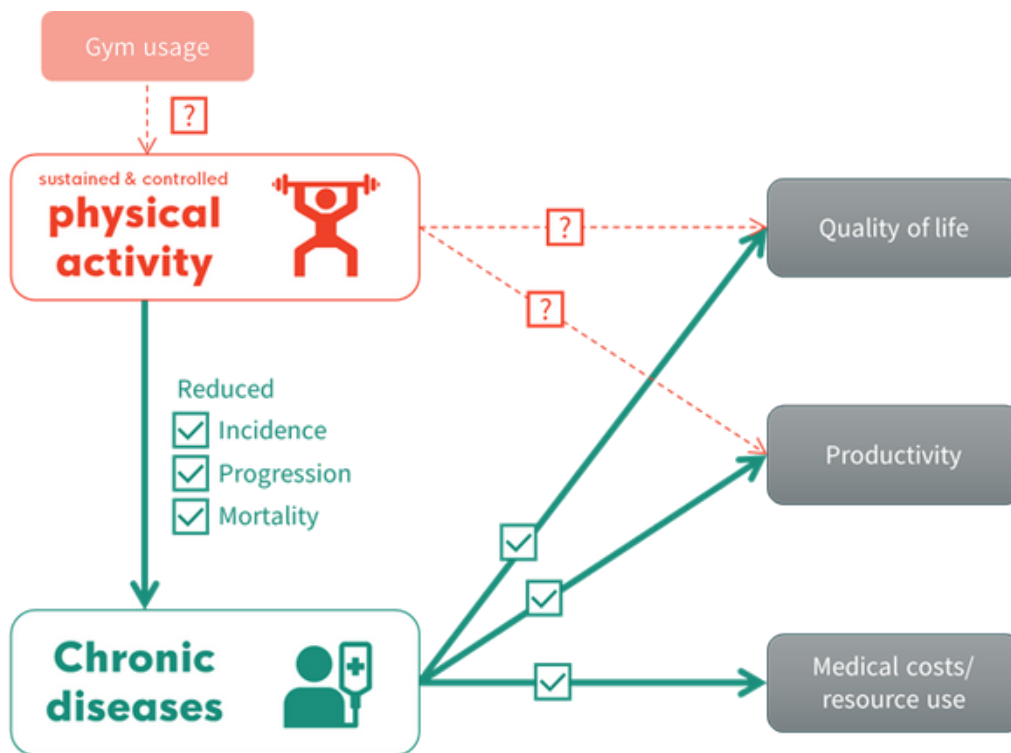 Gym usage
?
sustained & controlled
physical
activity
?
Quality of life
?
Reduced
Incidence
Progression
Mortality
Productivity
Chronic
diseases
Medical costs/
resource use